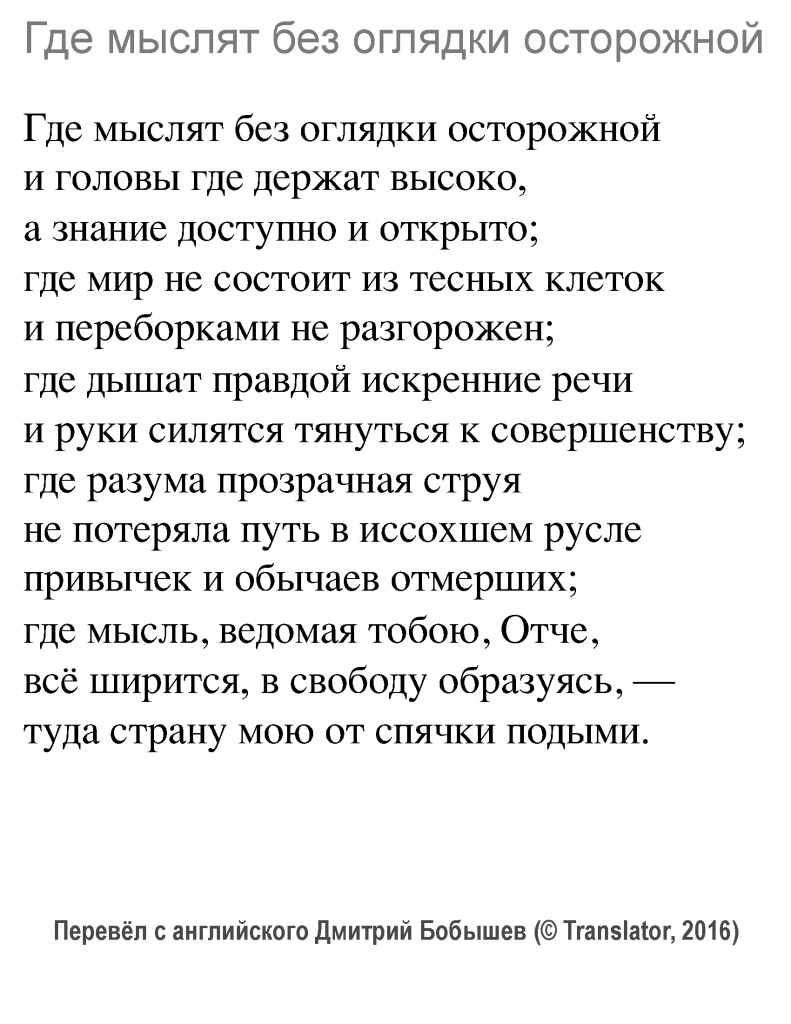 Где мыслят без оглядки осторожной
Где мыслят без оглядки осторожной
и головы где держат высоко,
а знание доступно и открыто;
где мир не состоит из тесных клеток
и переборками не разгорожен;
где дышат правдой искренние речи
и руки силятся тянуться к совершенству;
где разума прозрачная струя
не потеряла путь в иссохшем русле
привычек и обычаев отмерших;
где мысль, ведомая тобою, Отче,
всё ширится, в свободу образуясь, —
туда страну мою от спячки подыми.
Перевёл с английского Дмитрий Бобышев (© Translator, 2016)